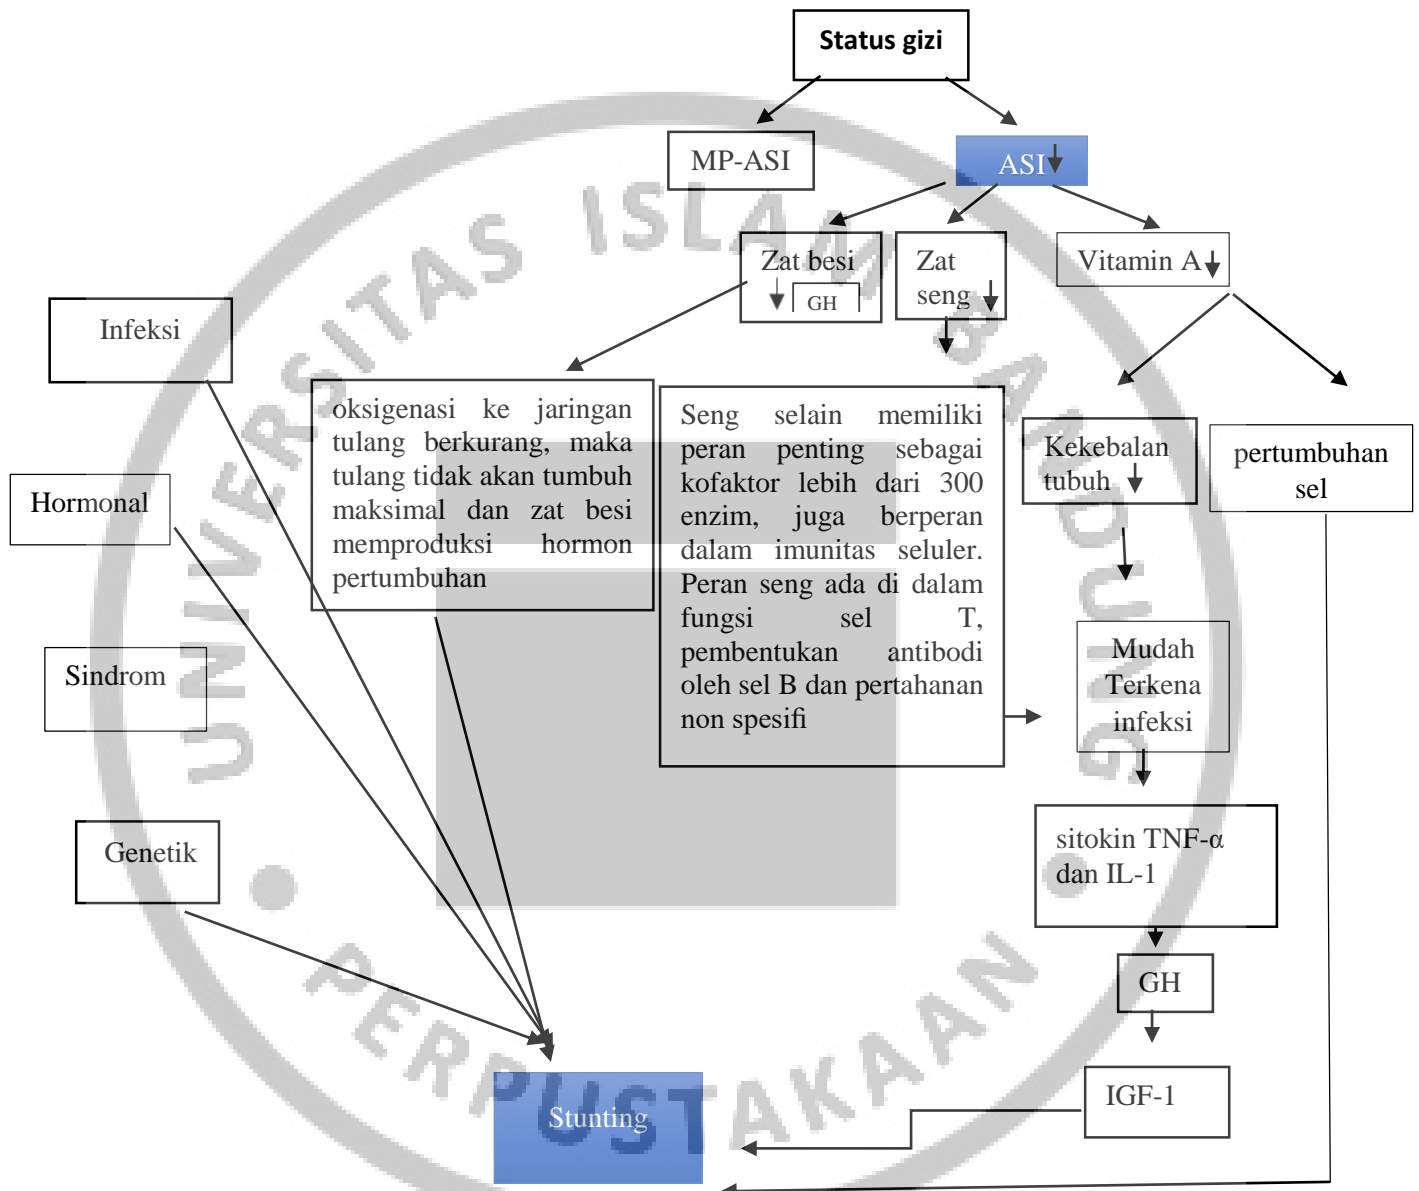 Status gizi
MP-ASI
ASI
Zat besi
GH
Zat
seng
Vitamin A
Infeksi
Hormonal
Sindrom
Genetik
oksigenasi ke jaringan
tulang berkurang, maka
tulang tidak akan tumbuh
maksimal dan zat besi
memproduksi hormon
pertumbuhan
Seng selain memiliki
peran penting sebagai
kofaktor lebih dari 300
enzim, juga berperan
dalam imunitas seluler.
Peran seng ada di dalam
fungsi sel T,
pembentukan antibodi
oleh sel B dan pertahanan
non spesifi
Kekebalan
tubuh
pertumbuhan
sel
Mudah
Terkena
infeksi
sitokin TNF-α
dan IL-1
GH
IGF-1
Stunting
UNIVERSITAS ISLAM BANDUNG
PERPUSTAKAAN